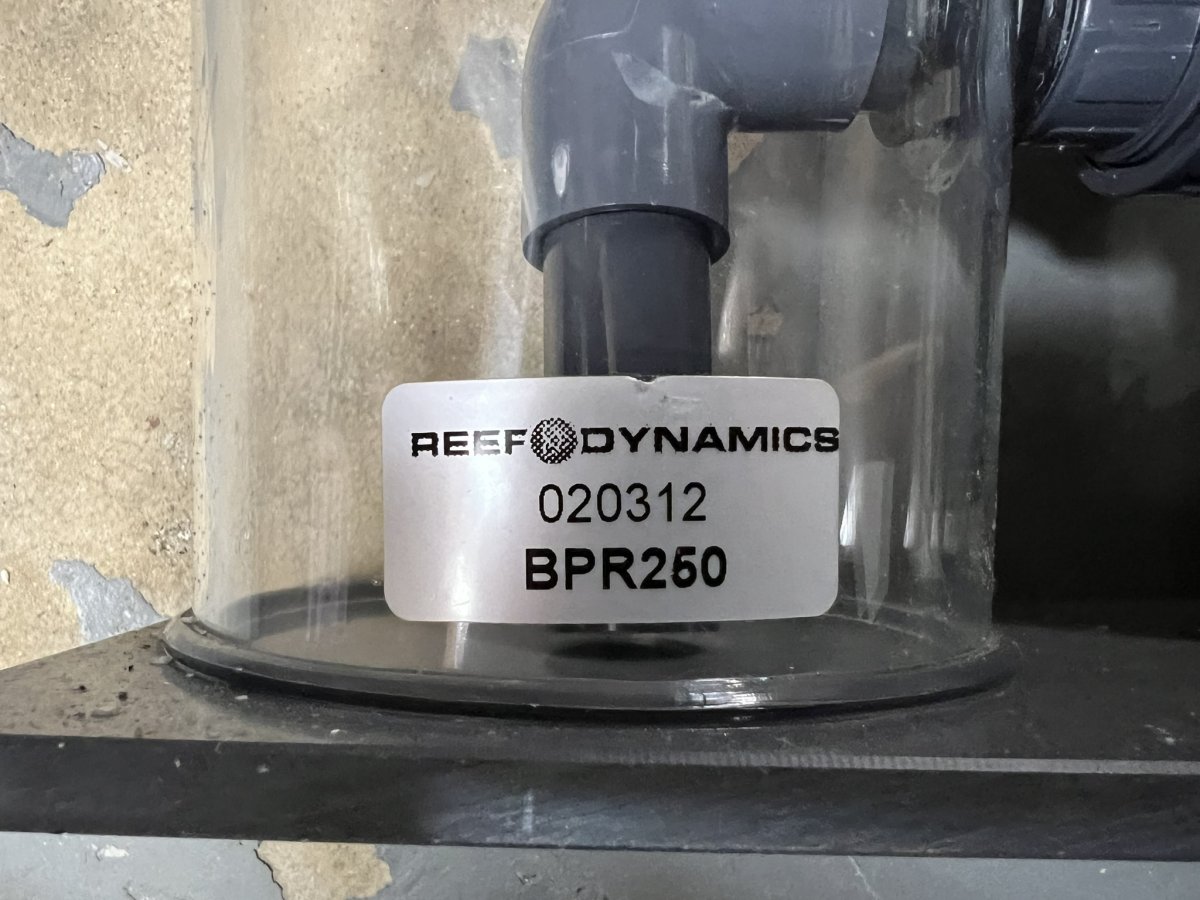 REEF DYNAMICS
020312
BPR250